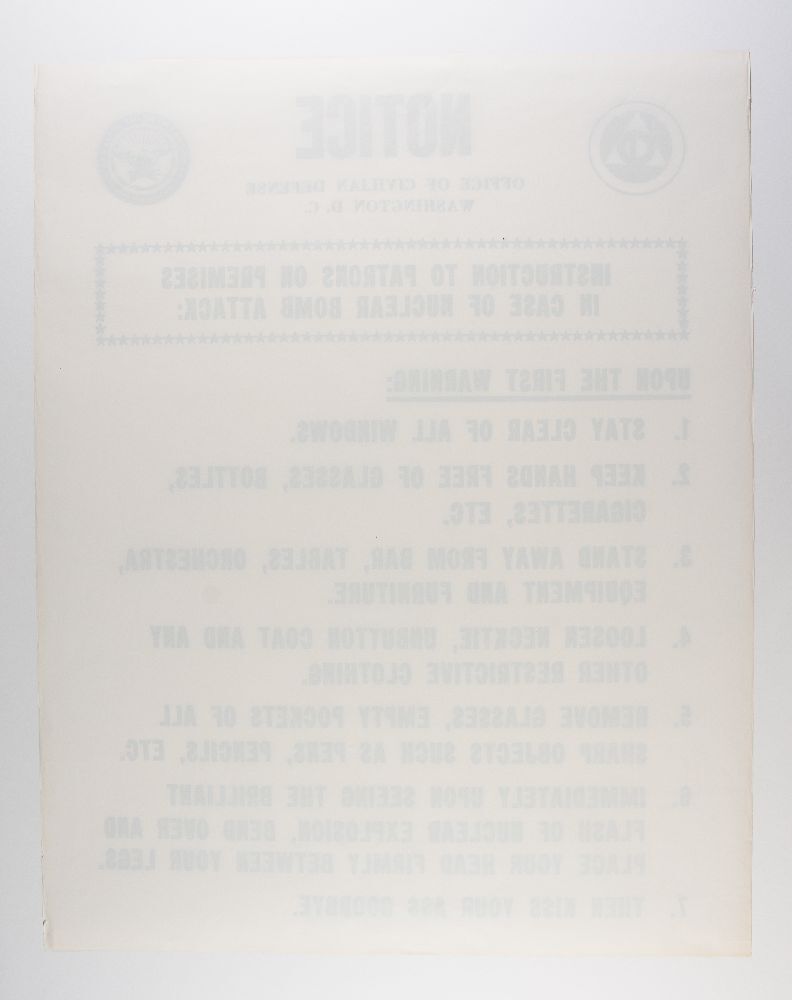 NOTICE
OFFICE OF CIVILIAN DEFENSE
WASHINGTON D. C.
INSTRUCTION TO PATRONS ON PREMISES
IN CASE OF NUCLEAR BOMB ATTACK:
UPON THE FIRST WARNING:
1. STAY CLEAR OF ALL WINDOWS.
2. KEEP HANDS FREE OF GLASSES, BOTTLES,
CIGARETTES, ETC.
3. STAND AWAY FROM BAR, TABLES, ORCHESTRA,
EQUIPMENT AND FURNITURE.
4. LOOSEN NECKTIE, UNBUTTON COAT AND ANY
OTHER RESTRICTIVE CLOTHING.
5. REMOVE GLASSES, EMPTY POCKETS OF ALL
SHARP OBJECTS SUCH AS PENS, PENCILS, ETC.
6. IMMEDIATELY UPON SEEING THE BRILLIANT
FLASH OF NUCLEAR EXPLOSION, BEND OVER AND
PLACE YOUR HEAD FIRMLY BETWEEN YOUR LEGS.
7. THEN KISS YOUR ASS GOODBYE.